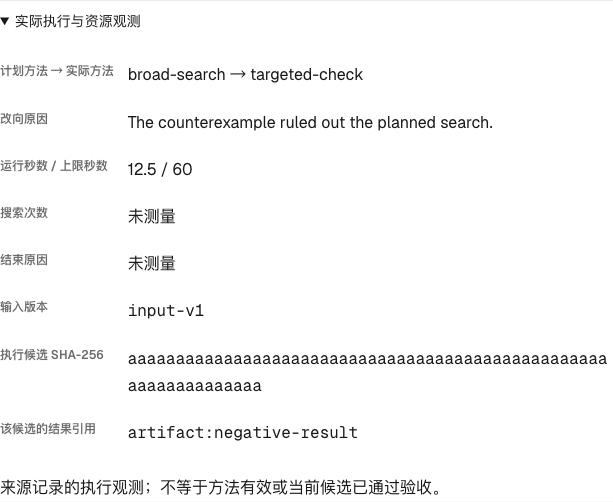 ▼ 实际执行与资源观测
计划方法 → 实际方法 broad-search → targeted-check
改向原因 The counterexample ruled out the planned search.
运行秒数 / 上限秒数 12.5 / 60
搜索次数 未测量
结束原因 未测量
输入版本 input-v1
执行候选 SHA-256 aaaaaaaaaaaaaaaaaaaaaaaaaaaaaaaaaaaaaaaaaaaaaaaaaa
aaaaaaaaaaaaaa
该候选的结果引用 artifact:negative-result
来源记录的执行观测；不等于方法有效或当前候选已通过验收。